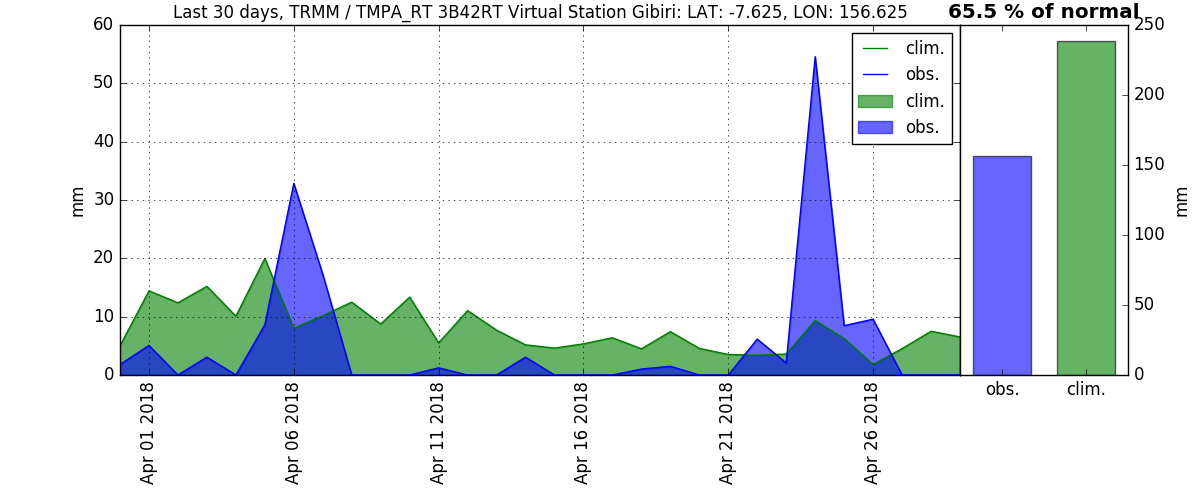 Last 30 days, TRMM / TMPA_RT 3B42RT Virtual Station Gibiri: LAT: -7.625, LON: 156.625
65.5 % of normal
60
50
40
30
20
10
0
mm
clim.
obs.
clim.
obs.
250
200
150
100
50
0
mm
Apr 01 2018
Apr 06 2018
Apr 11 2018
Apr 16 2018
Apr 21 2018
Apr 26 2018
obs.
clim.